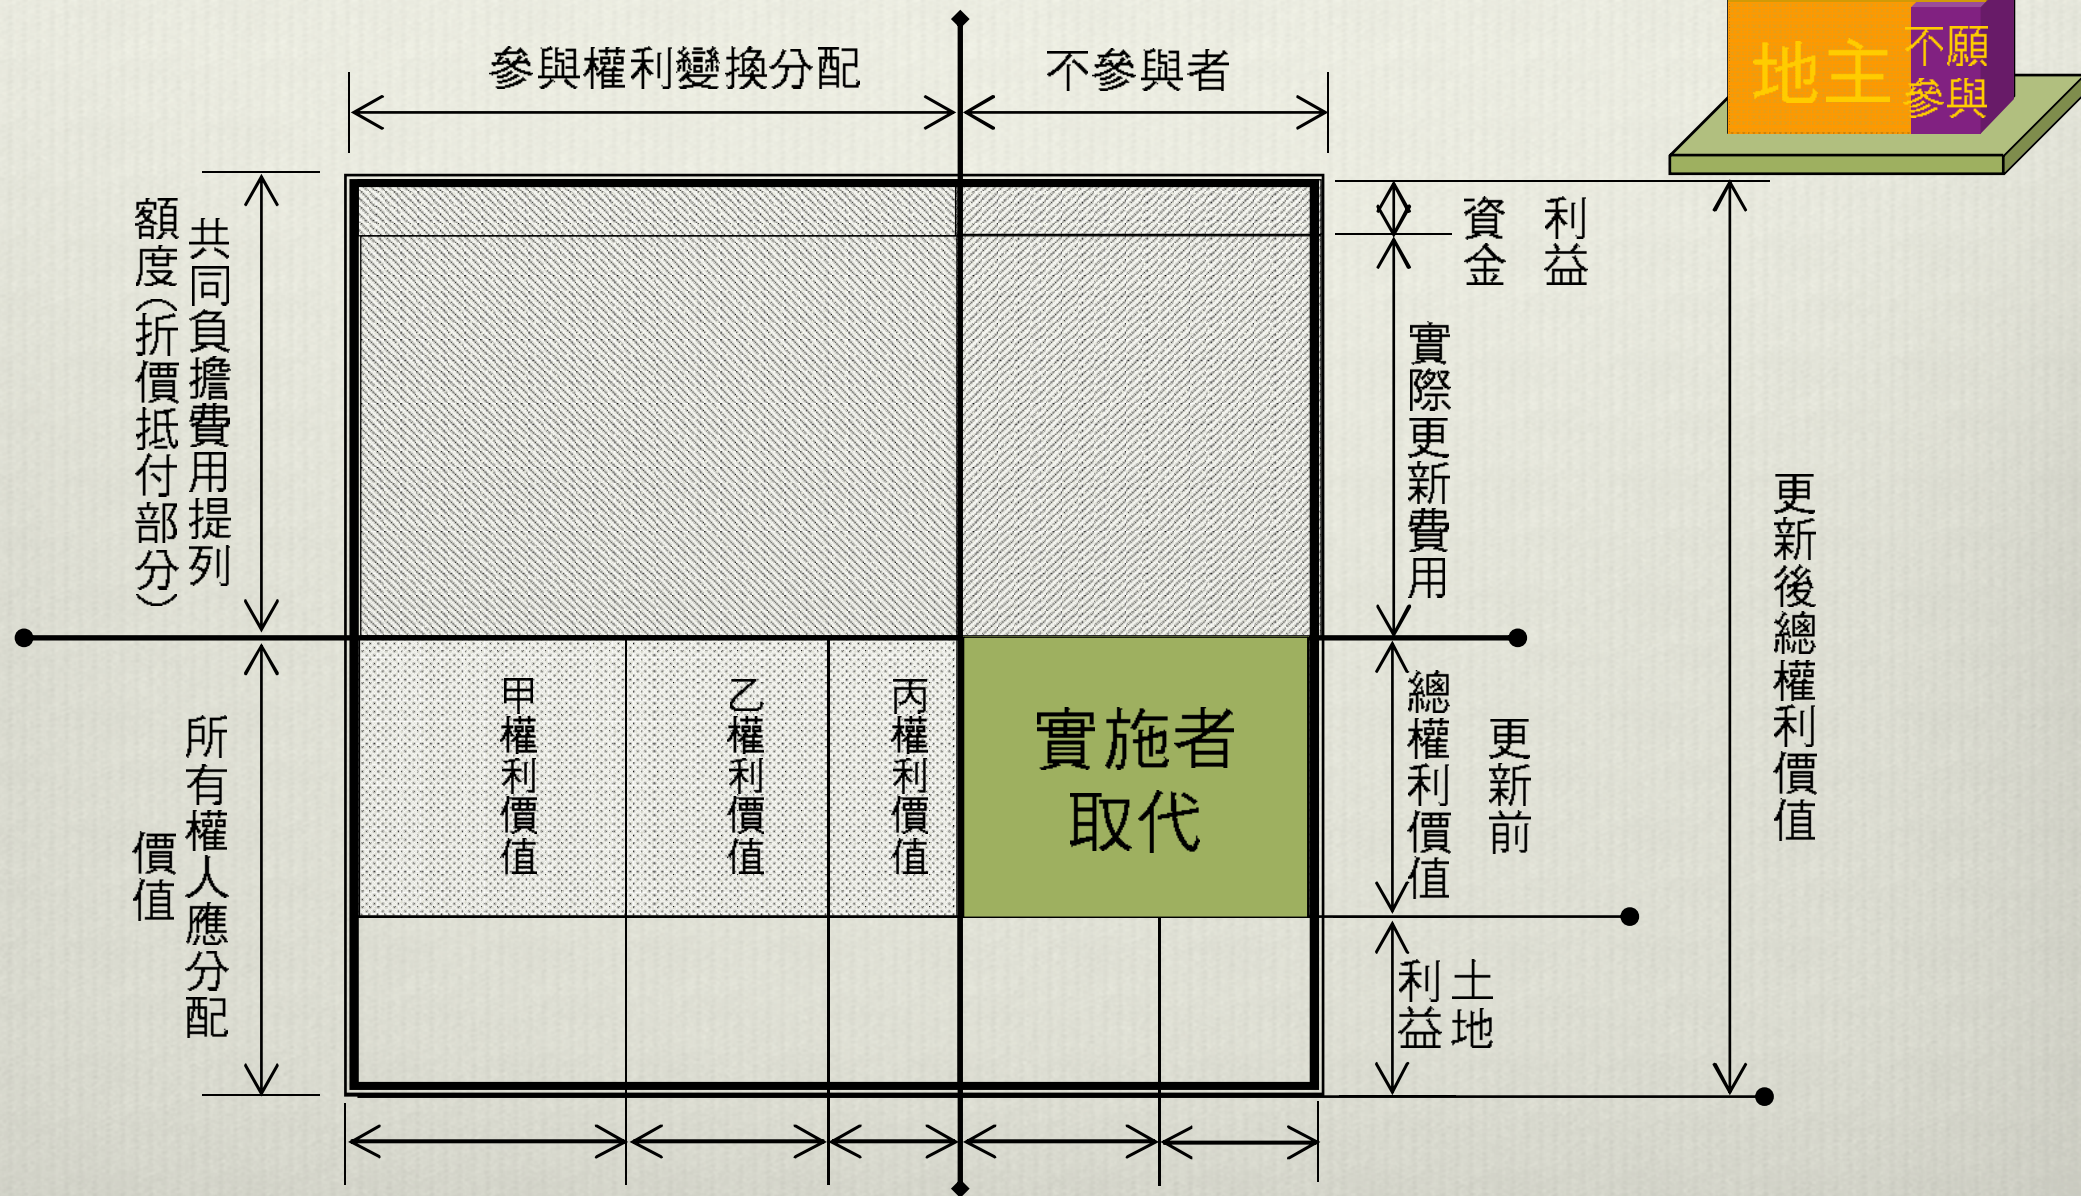 參與權利變換分配
不參與者
地主
不願
參與
共同負擔費用提列
額度（折價抵付部分）
利益
資金
實際更新費用
更新後總權利價值
甲權利價值
乙權利價值
丙權利價值
實施者
取代
更新前
總權利價值
所有權人應分配
價值
土地
利益